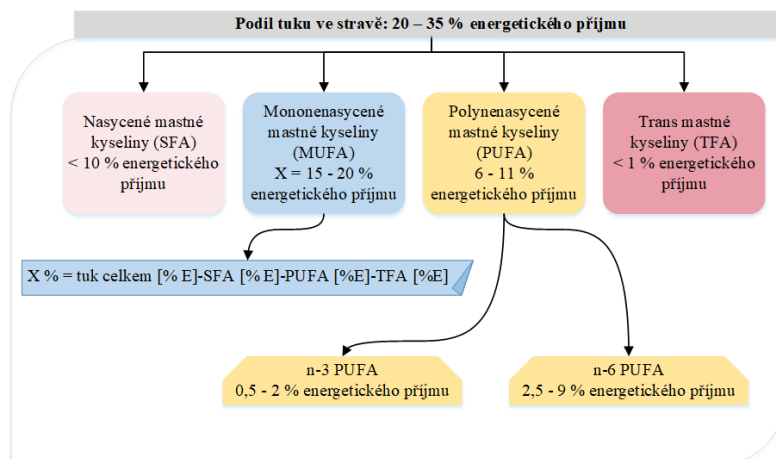 Podíl tuku ve stravě: 20 – 35 % energetického příjmu
Nasycené mastné
kyseliny (SFA)
< 10 % energetického
příjmu
Mononenasycené
mastné kyseliny
(MUFA)
X = 15 - 20 %
energetického příjmu
Polynenasycené
mastné kyseliny
(PUFA)
6 - 11 %
energetického příjmu
Trans mastné
kyseliny (TFA)
< 1 % energetického
příjmu
X % = tuk celkem [% E]-SFA [% E]-PUFA [%E]-TFA [%E]
n-3 PUFA
0,5 - 2 % energetického příjmu
n-6 PUFA
2,5 - 9 % energetického příjmu